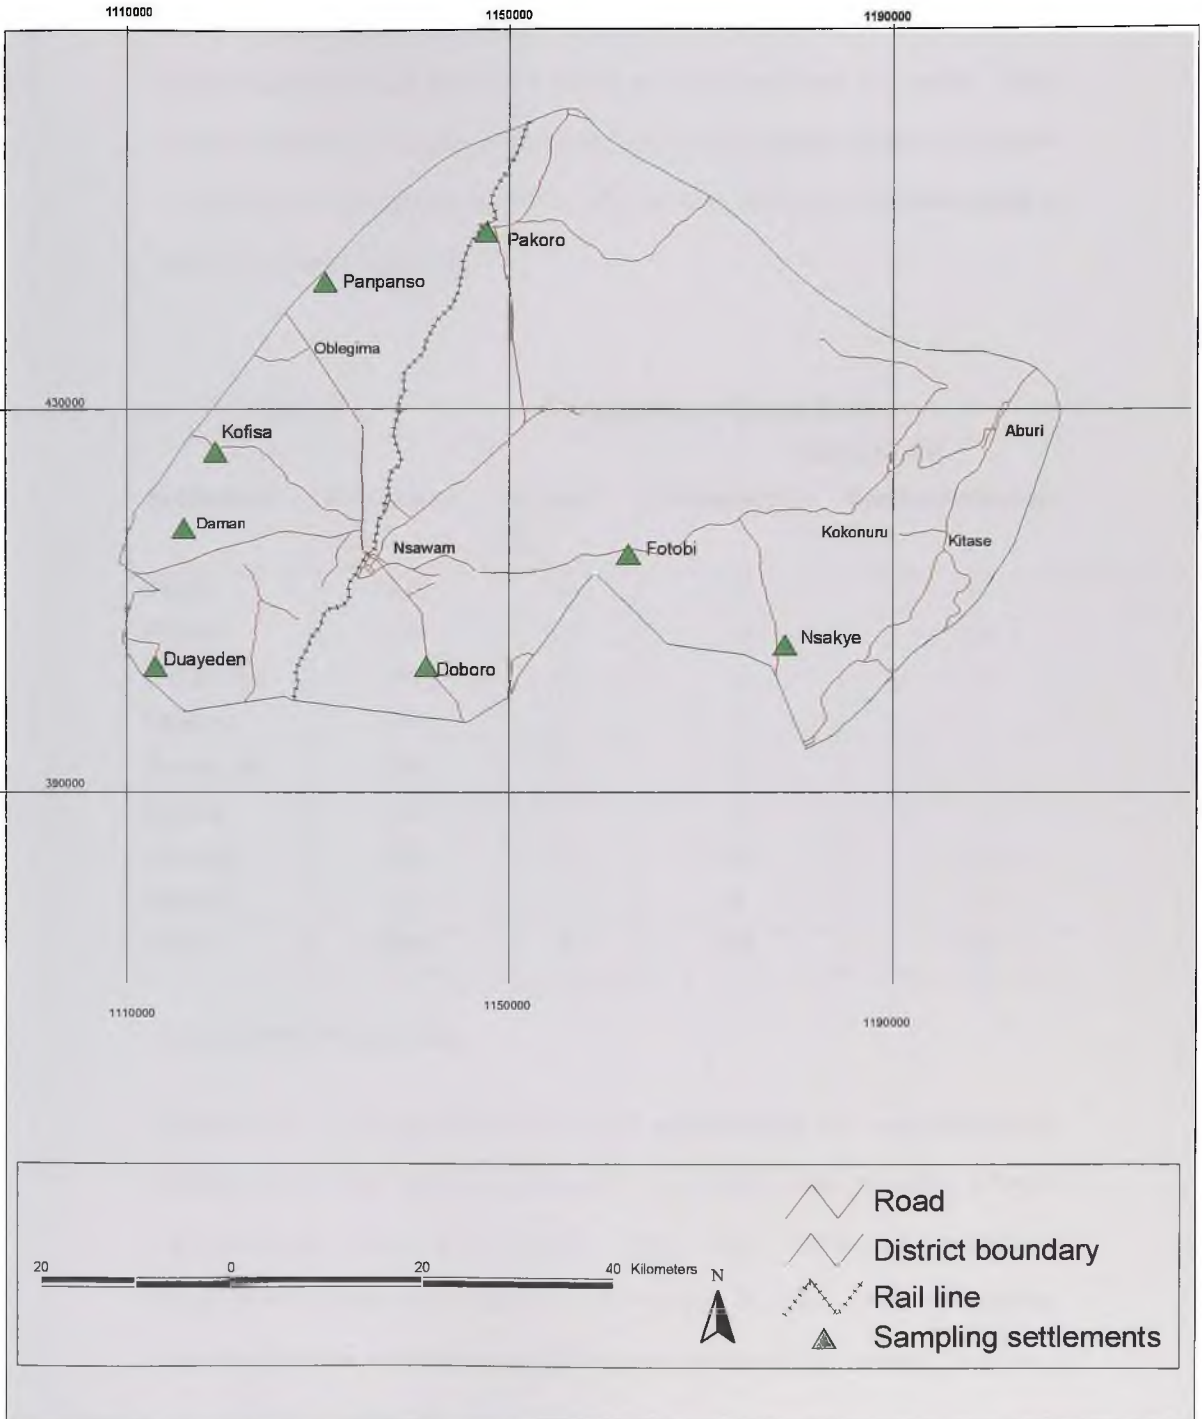 1110000
1150000
1190000
Pakoro
Panpanso
Oblegima
430000
Kofisa
Aburi
Daman
Kokonuru
Kitase
Nsawam
Fotobi
Nsakye
Duayeden
Doboro
390000
1110000
1150000
1190000
Road
District boundary
20 0 20 40 Kilometers
N
Rail line
Sampling settlements